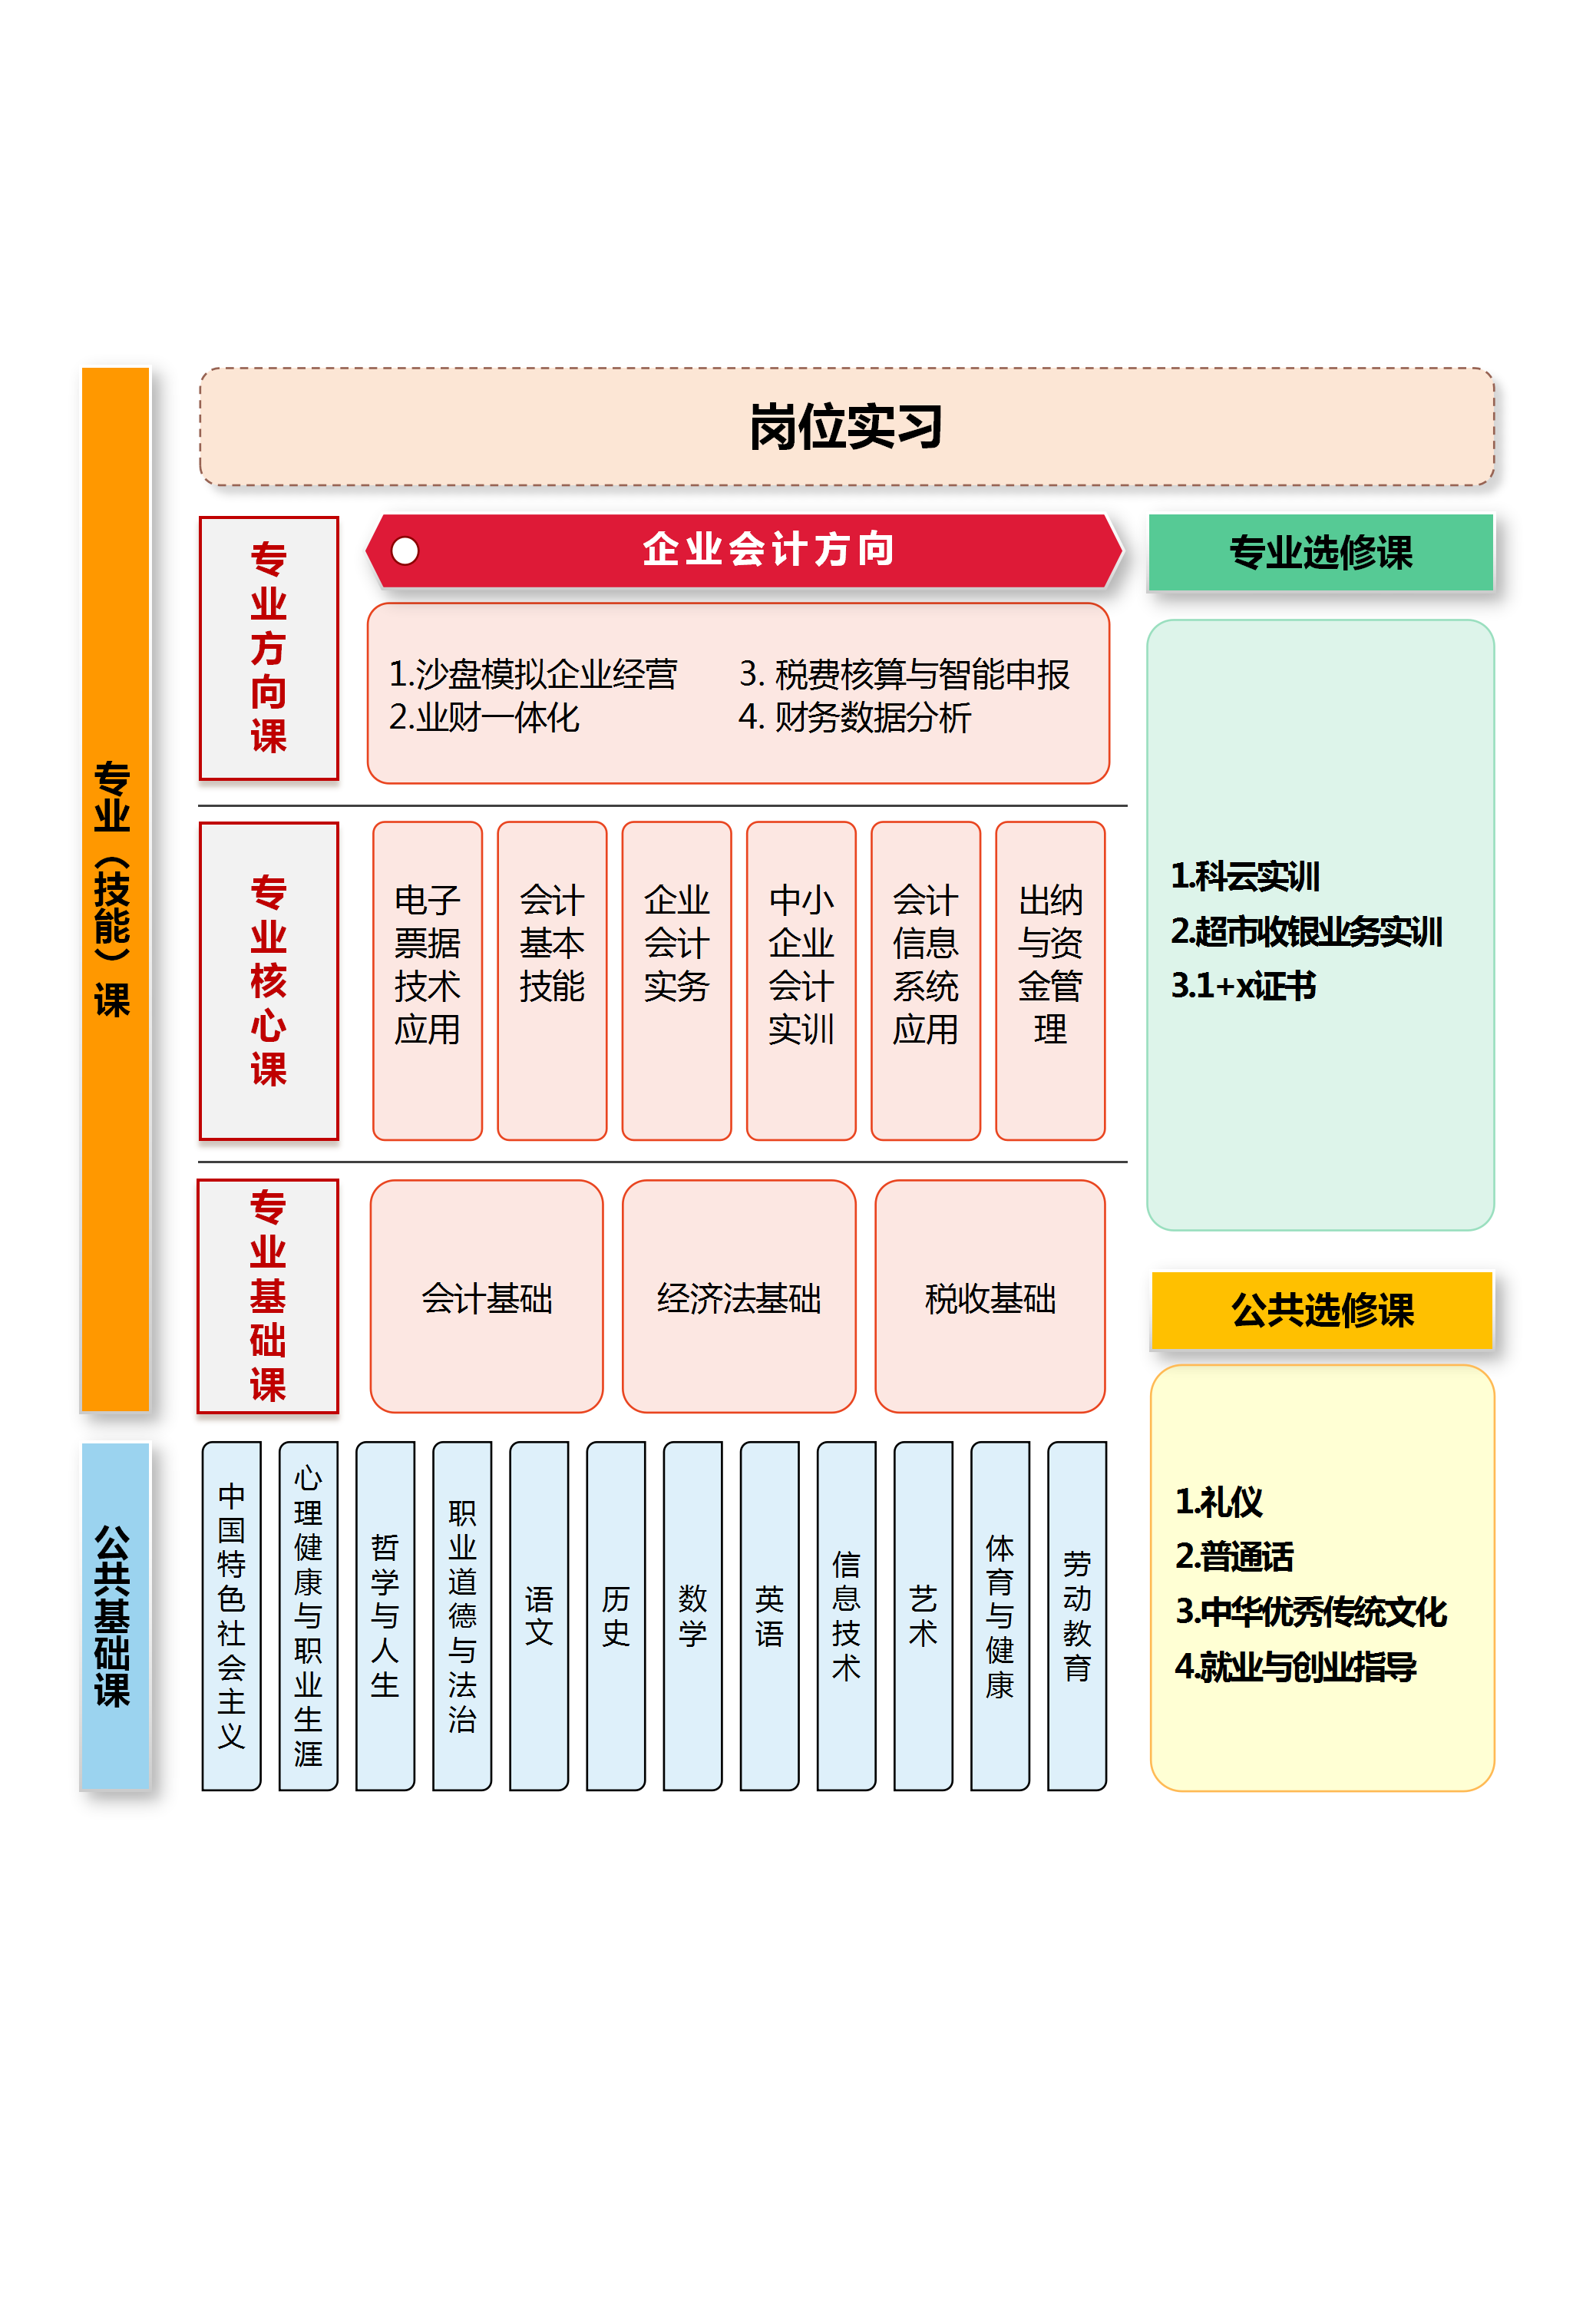 岗位实习
专业（技能）课
专业方向课
企业会计方向
1.沙盘模拟企业经营
2.业财一体化
3. 税费核算与智能申报
4. 财务数据分析
专业核心课
电子
票据
技术
应用
会计
基本
技能
企业
会计
实务
中小
企业
会计
实训
会计
信息
系统
应用
出纳
与资
金管
理
专业基础课
会计基础
经济法基础
税收基础
专业选修课
1.科云实训
2.超市收银业务实训
3.1+x证书
公共选修课
1.礼仪
2.普通话
3.中华优秀传统文化
4.就业与创业指导
公共基础课
中国特色社会主义
心理健康与职业生涯
哲学与人生
职业道德与法治
语文
历史
数学
英语
信息技术
艺术
体育与健康
劳动教育